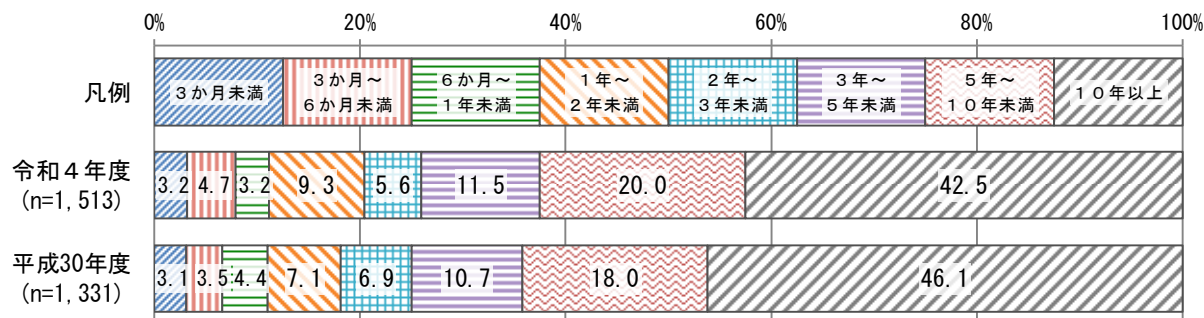 0% 20% 40% 60% 80% 100%
凡例
3か月未満
3か月～
6か月未満
6か月～
1年未満
1年～
2年未満
2年～
3年未満
3年～
5年未満
5年～
10年未満
10年以上
令和4年度
(n=1,513)
3.2 4.7 3.2 9.3 5.6 11.5 20.0 42.5
平成30年度
(n=1,331)
3.1 3.5 4.4 7.1 6.9 10.7 18.0 46.1